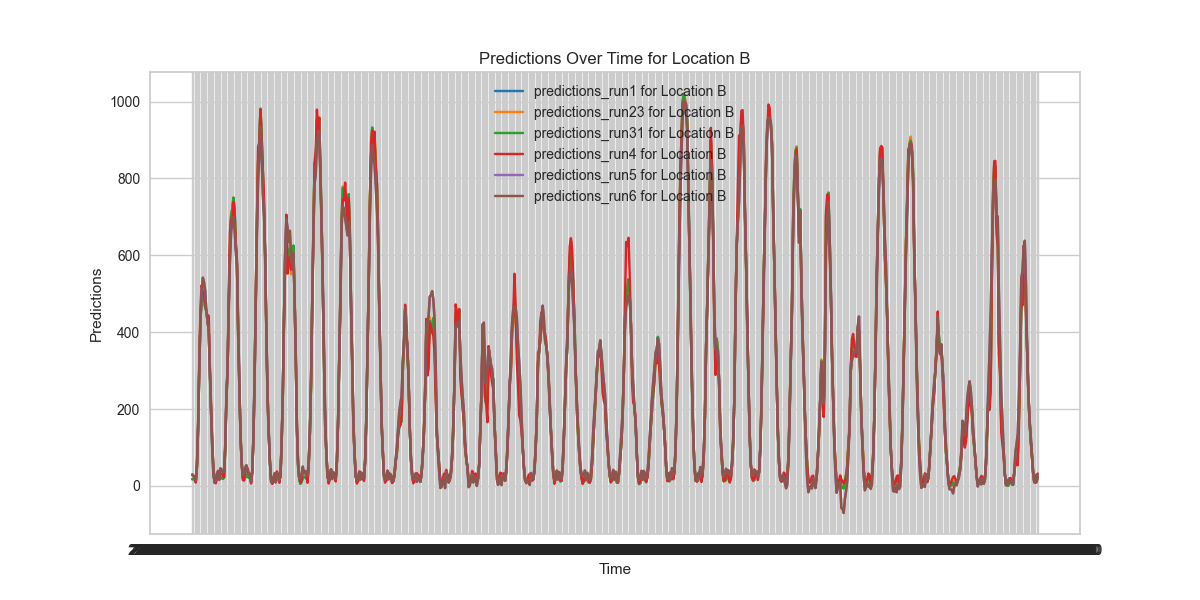 Predictions Over Time for Location B
predictions_run1 for Location B
predictions_run23 for Location B
predictions_run31 for Location B
predictions_run4 for Location B
predictions_run5 for Location B
predictions_run6 for Location B
1000
800
600
400
200
0
Predictions
Time